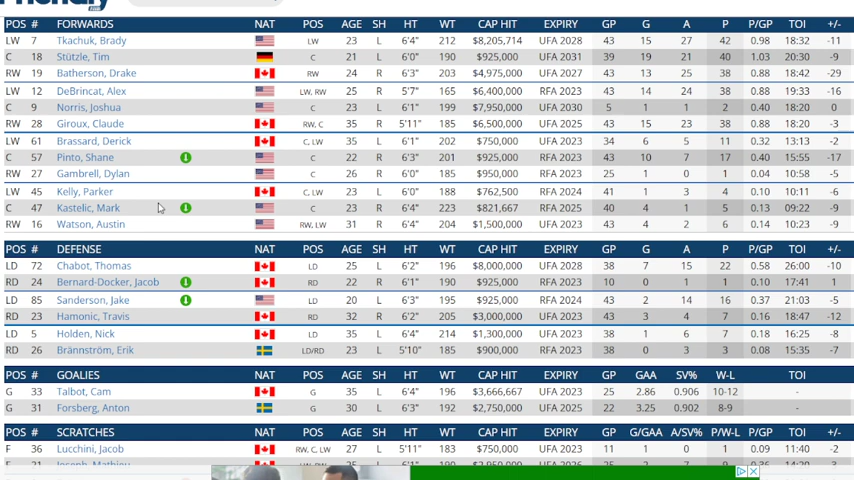 POS # FORWARDS NAT POS AGE SH HT WT CAP HIT EXPIRY GP G A P P/GP TOI +/-
LW 7 Tkachuk, Brady LW 23 L 6'4" 212 $8,205,714 UFA 2028 43 15 27 42 0.98 18:32 -11
C 18 Stützle, Tim C 21 L 6'0" 190 $925,000 UFA 2031 39 19 21 40 1.03 20:30 -9
RW 19 Batherson, Drake RW 24 R 6'3" 203 $4,975,000 UFA 2027 43 13 25 38 0.88 18:42 -29
LW 12 DeBrincat, Alex LW, RW 25 R 5'7" 165 $6,400,000 RFA 2023 43 14 24 38 0.88 19:33 -16
C 9 Norris, Joshua C 23 L 6'1" 199 $7,950,000 UFA 2030 5 1 1 2 0.40 18:20 0
RW 28 Giroux, Claude RW, C 35 R 5'11" 185 $6,500,000 UFA 2025 43 15 23 38 0.88 18:20 -3
LW 61 Brassard, Derick C, LW 35 L 6'1" 202 $750,000 UFA 2023 34 6 5 11 0.32 13:13 -2
C 57 Pinto, Shane C 22 R 6'3" 201 $925,000 RFA 2023 43 10 7 17 0.40 15:55 -17
RW 27 Gambrell, Dylan C 26 R 6'0" 185 $950,000 RFA 2023 25 1 0 1 0.04 10:58 -5
LW 45 Kelly, Parker C, LW 23 L 6'0" 188 $762,500 RFA 2024 41 1 3 4 0.10 10:11 -6
C 47 Kastelic, Mark C 23 R 6'4" 223 $821,667 RFA 2025 40 4 1 5 0.13 09:22 -9
RW 16 Watson, Austin RW, LW 31 R 6'4" 204 $1,500,000 UFA 2023 43 4 2 6 0.14 10:23 -9
POS # DEFENSE NAT POS AGE SH HT WT CAP HIT EXPIRY GP G A P P/GP TOI +/-
LD 72 Chabot, Thomas LD 25 L 6'2" 196 $8,000,000 UFA 2028 38 7 15 22 0.58 26:00 -10
RD 24 Bernard-Docker, Jacob RD 22 R 6'1" 190 $925,000 RFA 2023 10 0 1 1 0.10 17:41 1
LD 85 Sanderson, Jake LD 20 L 6'3" 195 $925,000 RFA 2024 43 2 14 16 0.37 21:03 -5
RD 23 Hamonic, Travis RD 32 R 6'2" 205 $3,000,000 UFA 2023 43 3 4 7 0.16 18:47 -12
LD 5 Holden, Nick LD 35 L 6'4" 214 $1,300,000 UFA 2023 38 1 6 7 0.18 16:25 -8
RD 26 Brännström, Erik LD/RD 23 L 5'10" 185 $900,000 RFA 2023 38 0 3 3 0.08 15:35 -7
POS # GOALIES NAT POS AGE SH HT WT CAP HIT EXPIRY GP GAA SV% W-L TOI
G 33 Talbot, Cam G 35 L 6'4" 196 $3,666,667 UFA 2023 25 2.86 0.906 10-12 -
G 31 Forsberg, Anton G 30 L 6'3" 192 $2,750,000 UFA 2025 22 3.25 0.902 8-9 -
POS # SCRATCHES NAT POS AGE SH HT WT CAP HIT EXPIRY GP G/GAA A/SV% P/W-L P/GP TOI +/-
F 36 Lucchini, Jacob RW, C, LW 27 L 5'11" 183 $750,000 UFA 2023 11 1 0 1 0.09 11:40 -2